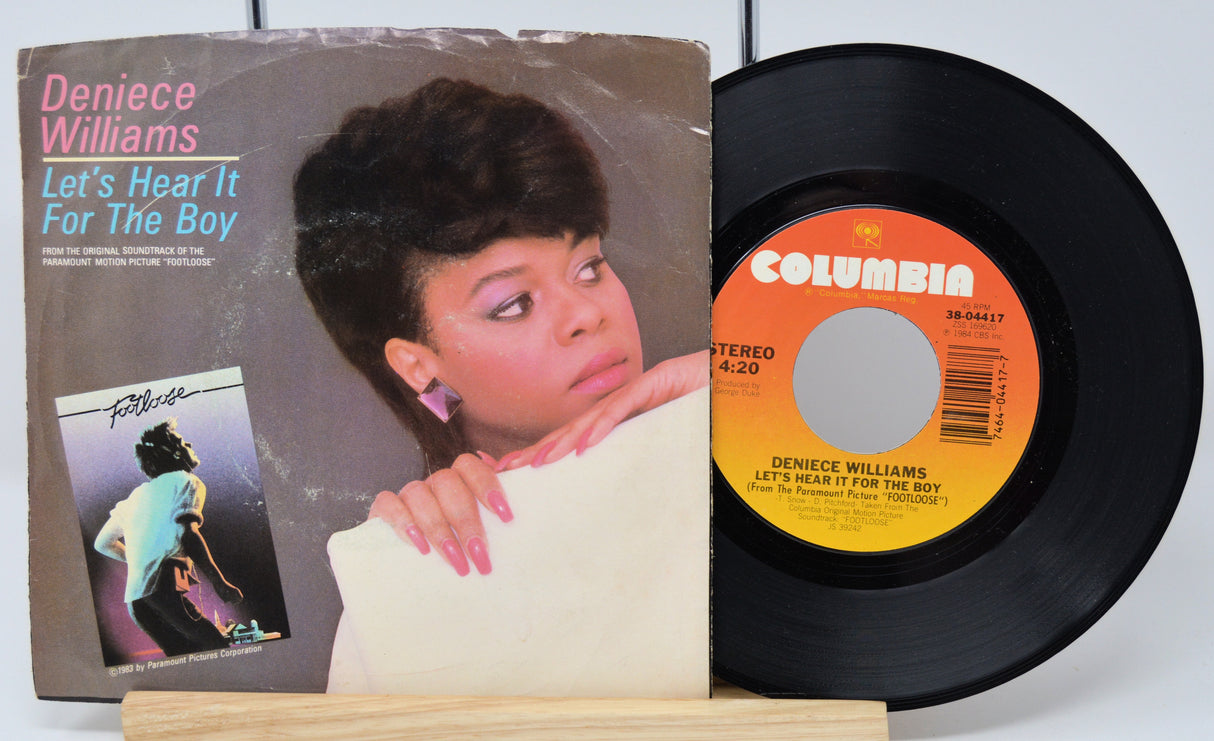 Deniece
Williams
Let's Hear It
For The Boy
FROM THE ORIGINAL SOUNDTRACK OF THE
PARAMOUNT MOTION PICTURE "FOOTLOOSE"
Footloose
©1983 by Paramount Pictures Corporation
COLUMBIA
® "Columbia," Marcas Reg.
45 RPM
38-04417
ZSS 169620
℗ 1984 CBS Inc.
STEREO
4:20
Produced by
George Duke
7464-04417-7
DENIECE WILLIAMS
LET'S HEAR IT FOR THE BOY
(From The Paramount Picture "FOOTLOOSE")
-T. Snow - D. Pitchford- Taken From The
Columbia Original Motion Picture
Soundtrack: "FOOTLOOSE"
JS 39242